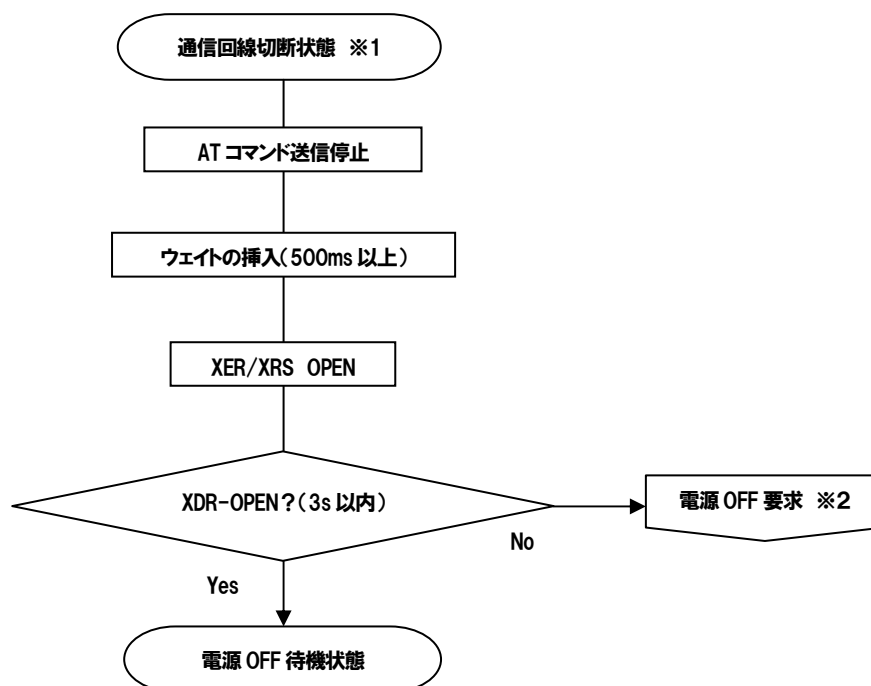 通信回線切断状態 ※1
AT コマンド送信停止
ウェイトの挿入(500ms 以上)
XER/XRS OPEN
XDR-OPEN?(3s 以内)
電源 OFF 要求 ※2
No
Yes
電源 OFF 待機状態